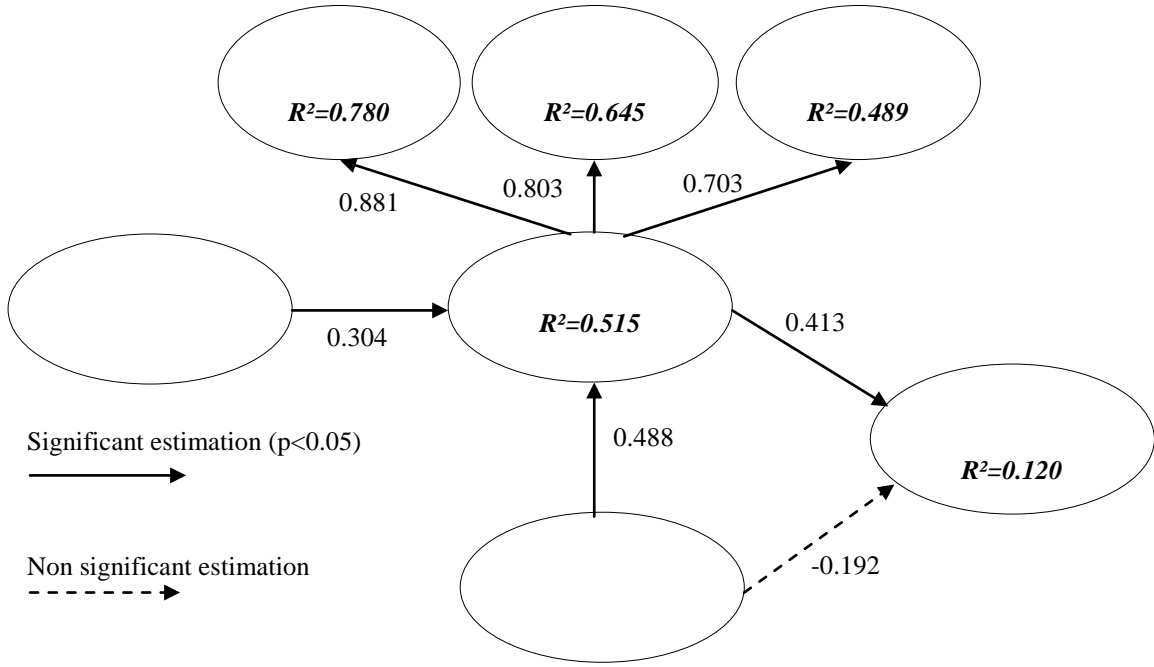 R²=0.780
R²=0.645
R²=0.489
0.881
0.803
0.703
0.304
R²=0.515
0.413
Significant estimation (p<0.05)
0.488
R²=0.120
Non significant estimation
-0.192